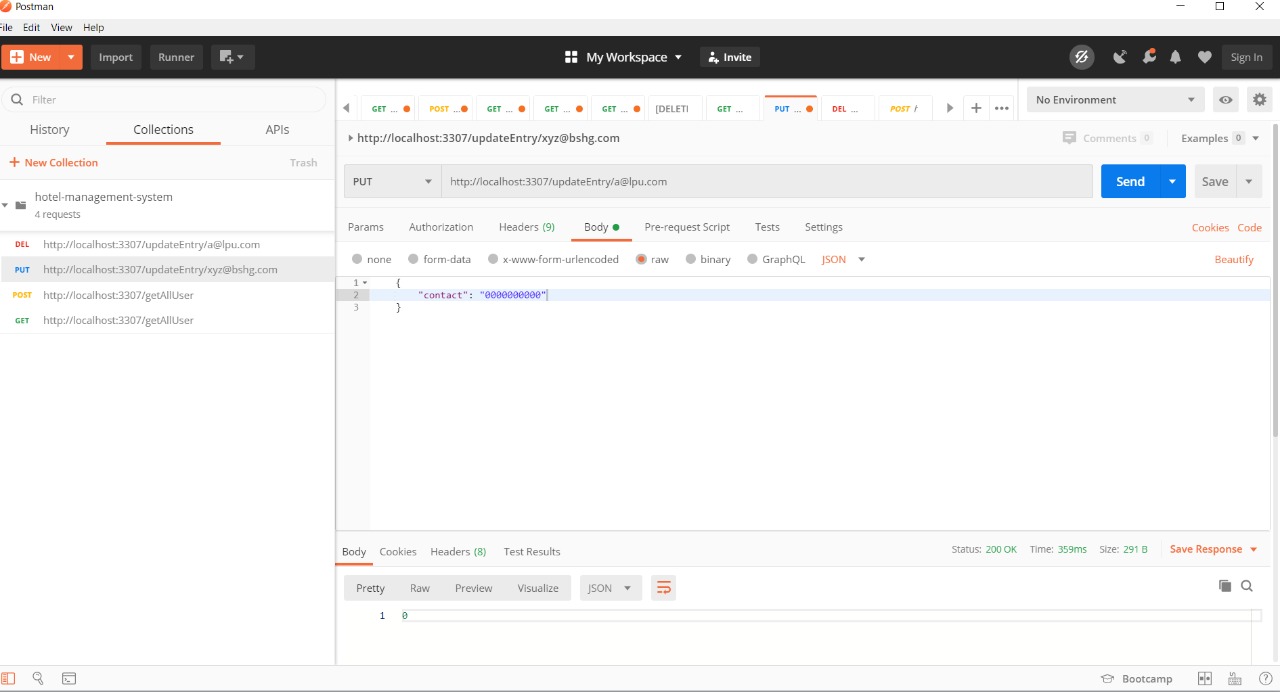 Postman
File Edit View Help
New Import Runner My Workspace Invite Sign In
Filter
History Collections APIs
New Collection Trash
hotel-management-system
4 requests
DEL http://localhost:3307/updateEntry/a@lpu.com
PUT http://localhost:3307/updateEntry/xyz@bshg.com
POST http://localhost:3307/getAllUser
GET http://localhost:3307/getAllUser
GET ... POST ... GET ... GET ... GET ... [DELETI GET ... PUT ... DEL ... POST
No Environment
http://localhost:3307/updateEntry/xyz@bshg.com Comments 0 Examples 0
PUT http://localhost:3307/updateEntry/a@lpu.com Send Save
Params Authorization Headers (9) Body Pre-request Script Tests Settings Cookies Code
none form-data x-www-form-urlencoded raw binary GraphQL JSON Beautify
1 {
2 "contact": "0000000000"
3 }
Body Cookies Headers (8) Test Results Status: 200 OK Time: 359ms Size: 291 B Save Response
Pretty Raw Preview Visualize JSON
1 0
Bootcamp